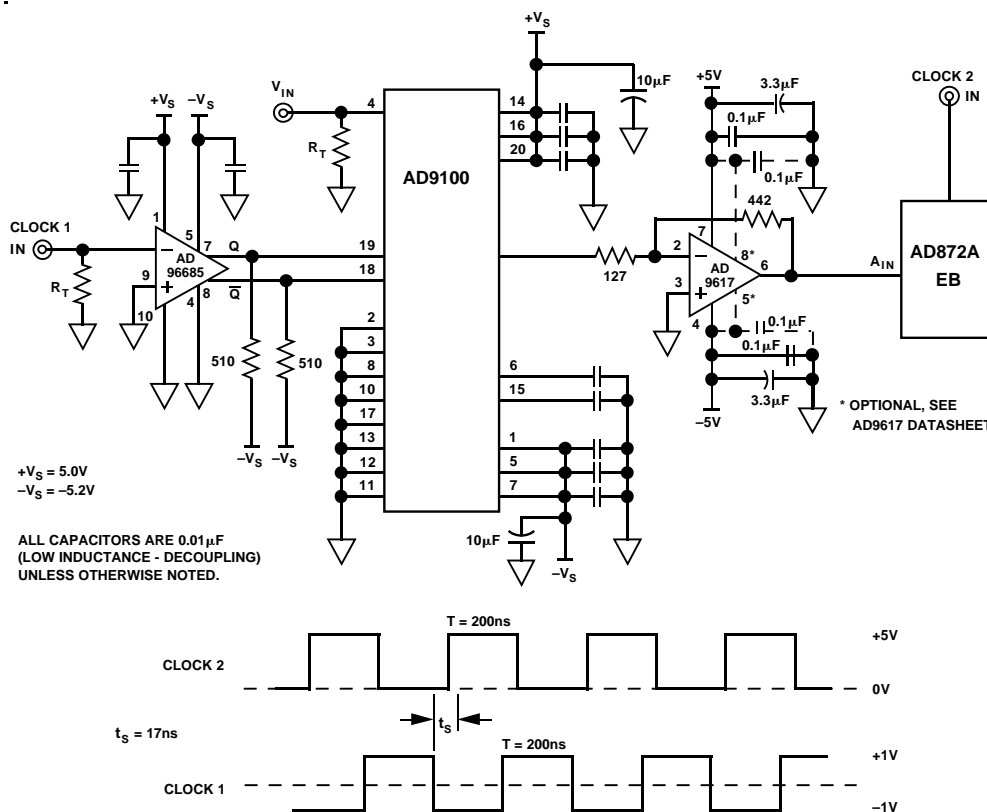 +VS
10µF
+5V
3.3µF
0.1µF
0.1µF
CLOCK 2
IN
+VS
–VS
VIN
RT
4
14
16
20
AD9100
442
CLOCK 1
IN
RT
1
5
7
Q
AD
96685
9
10
4
8
Q
19
18
127
2
7
8*
AD
9617
6
3
5*
4
AIN
AD872A
EB
510
510
–VS
–VS
2
3
8
10
17
13
12
11
6
15
1
5
7
10µF
–VS
0.1µF
0.1µF
3.3µF
–5V
* OPTIONAL, SEE
AD9617 DATASHEET
+VS = 5.0V
–VS = –5.2V
ALL CAPACITORS ARE 0.01µF
(LOW INDUCTANCE - DECOUPLING)
UNLESS OTHERWISE NOTED.
T = 200ns
+5V
CLOCK 2
0V
tS
tS = 17ns
T = 200ns
+1V
CLOCK 1
–1V